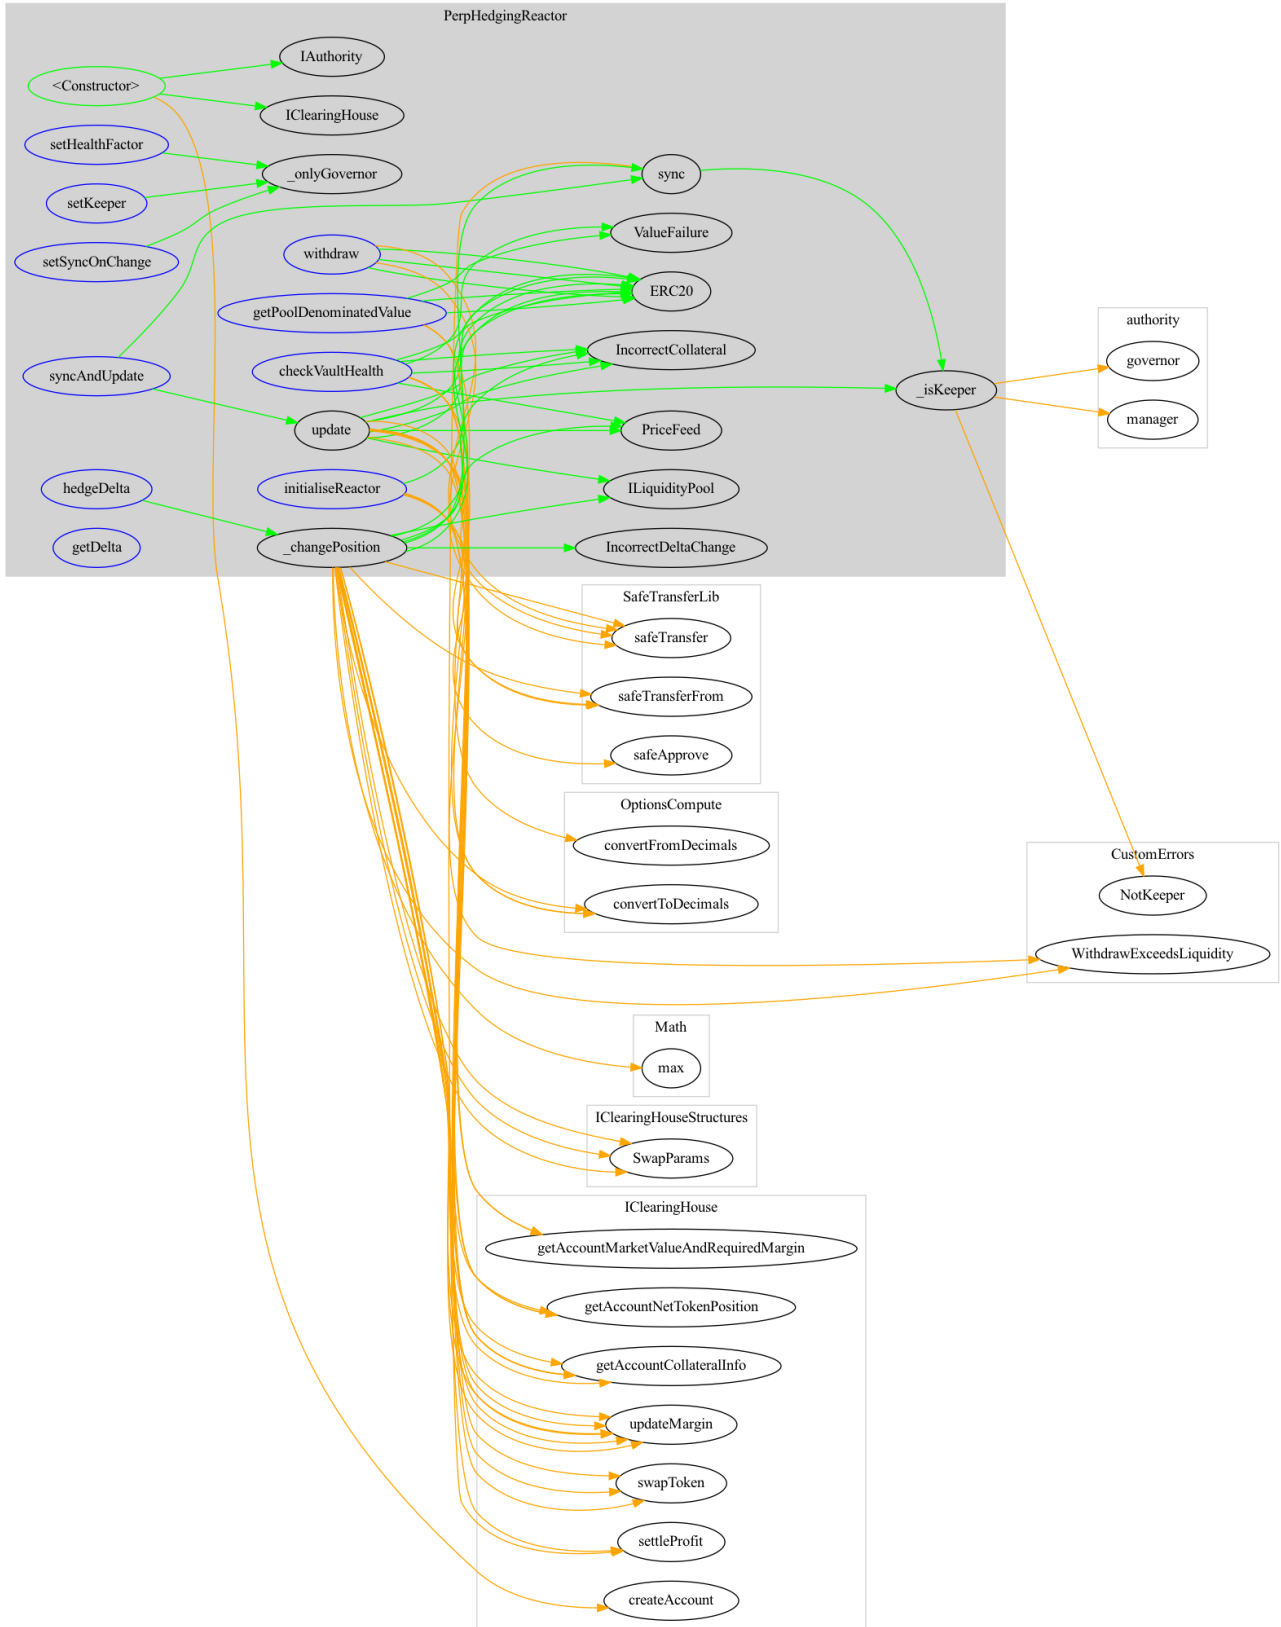 PerpHedgingReactor
<Constructor>
setHealthFactor
setKeeper
setSyncOnChange
syncAndUpdate
hedgeDelta
getDelta
IAuthority
IClearingHouse
_onlyGovernor
withdraw
getPoolDenominatedValue
checkVaultHealth
update
initialiseReactor
_changePosition
sync
ValueFailure
ERC20
IncorrectCollateral
PriceFeed
ILiquidityPool
IncorrectDeltaChange
_isKeeper
authority
governor
manager
SafeTransferLib
safeTransfer
safeTransferFrom
safeApprove
OptionsCompute
convertFromDecimals
convertToDecimals
CustomErrors
NotKeeper
WithdrawExceedsLiquidity
Math
max
IClearingHouseStructures
SwapParams
IClearingHouse
getAccountMarketValueAndRequiredMargin
getAccountNetTokenPosition
getAccountCollateralInfo
updateMargin
swapToken
settleProfit
createAccount